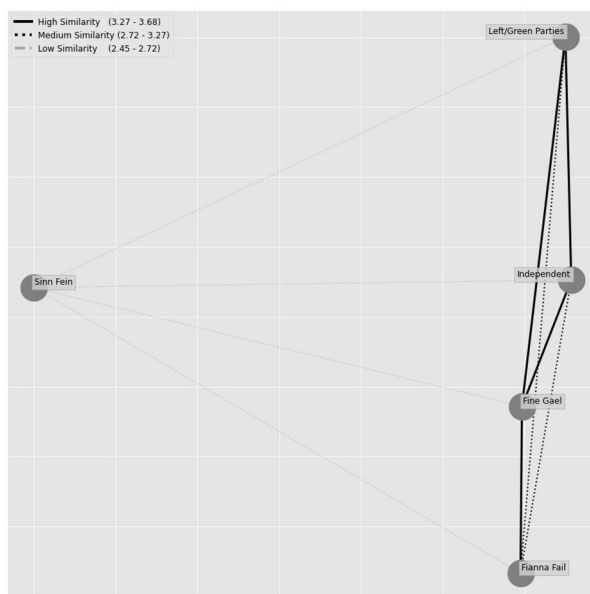 High Similarity (3.27 - 3.68)
Medium Similarity (2.72 - 3.27)
Low Similarity (2.45 - 2.72)
Left/Green Parties
Independent
Sinn Fein
Fine Gael
Fianna Fail